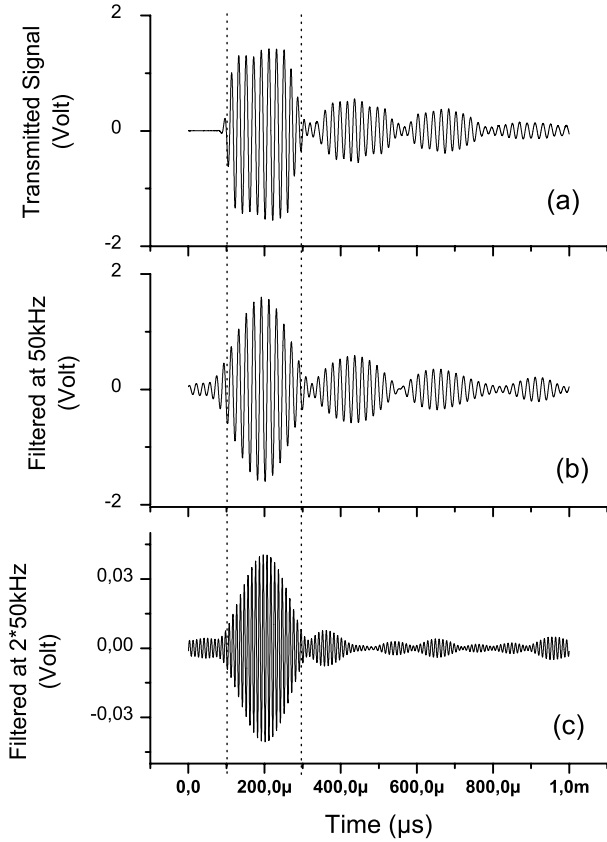 Transmitted Signal
(Volt)
2
0
-2
(a)
Filtered at 50kHz
(Volt)
2
0
-2
(b)
Filtered at 2*50kHz
(Volt)
0,03
0,00
-0,03
(c)
0,0 200,0µ 400,0µ 600,0µ 800,0µ 1,0m
Time (µs)